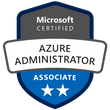 Microsoft
CERTIFIED
AZURE
ADMINISTRATOR
ASSOCIATE